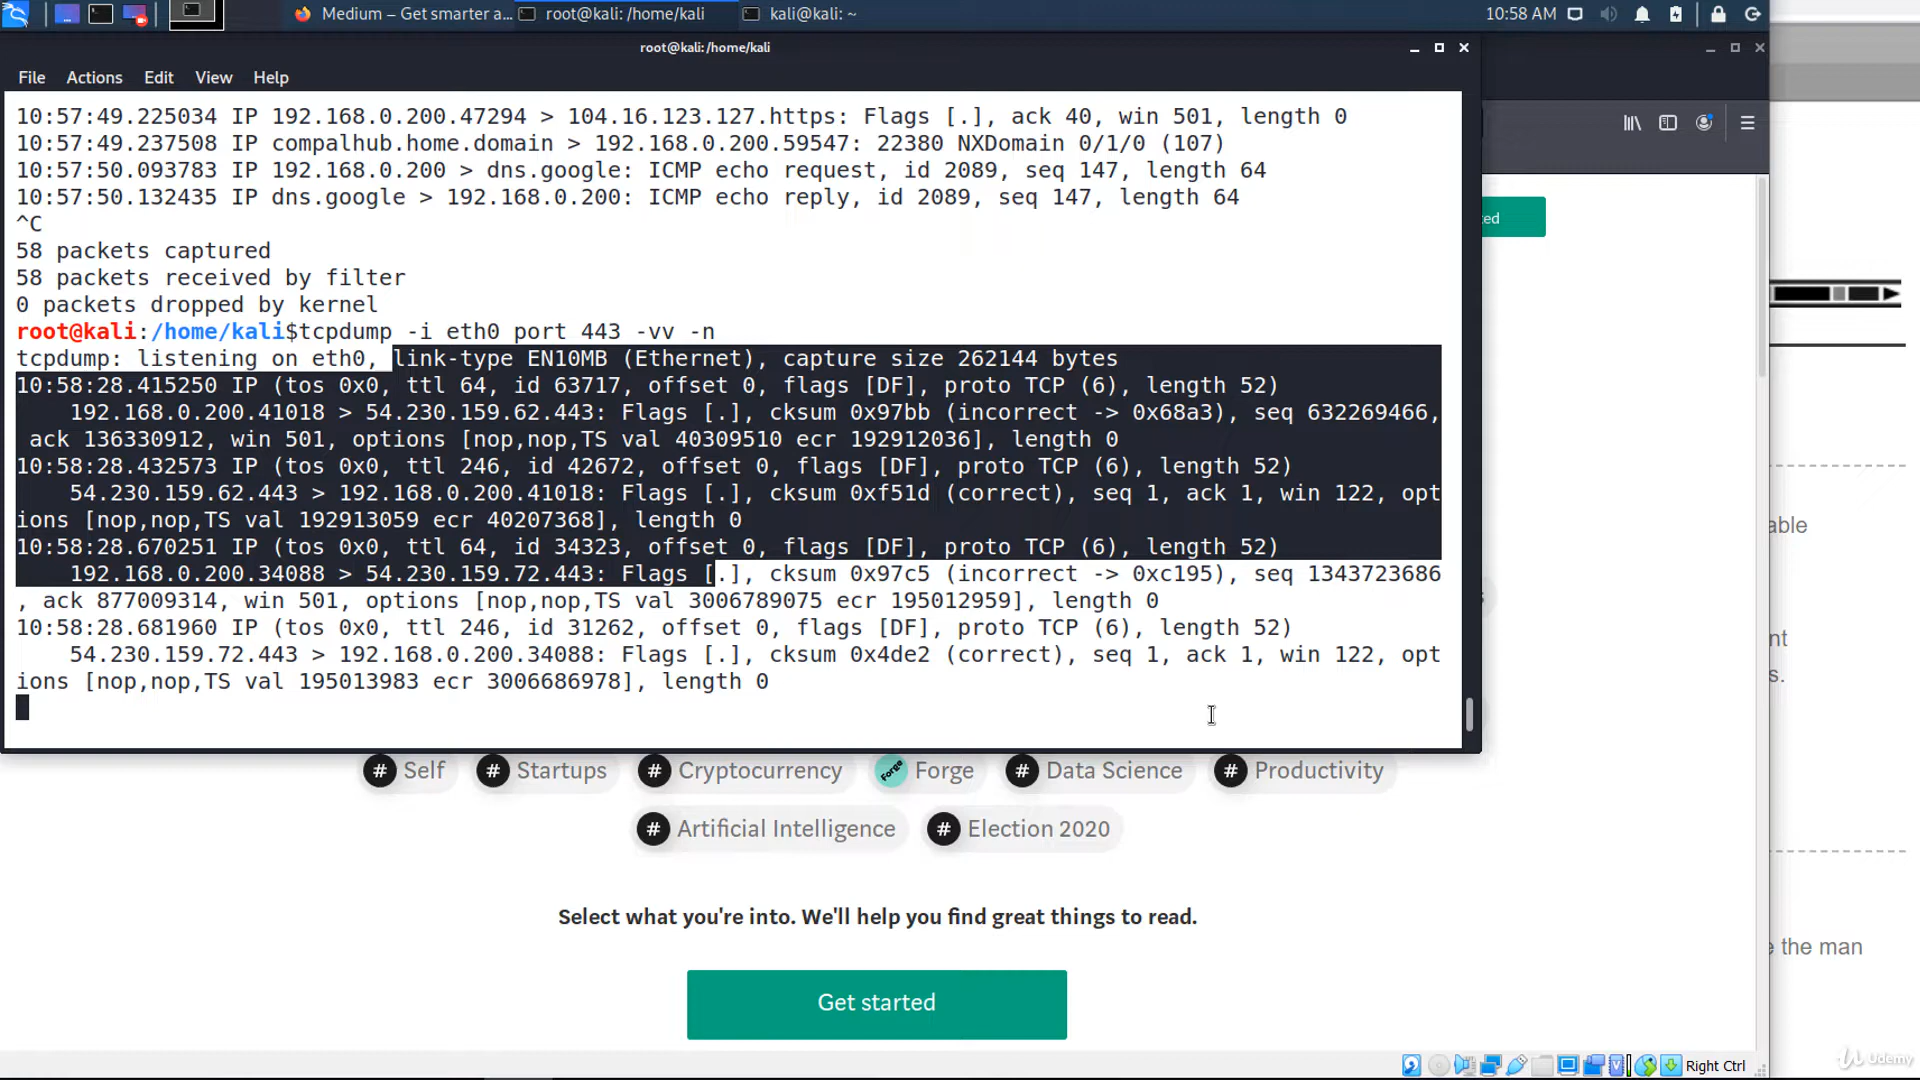 Medium – Get smarter a...
root@kali: /home/kali
kali@kali: ~
10:58 AM
root@kali:/home/kali
File Actions Edit View Help
10:57:49.225034 IP 192.168.0.200.47294 > 104.16.123.127.https: Flags [.], ack 40, win 501, length 0
10:57:49.237508 IP compalhub.home.domain > 192.168.0.200.59547: 22380 NXDomain 0/1/0 (107)
10:57:50.093783 IP 192.168.0.200 > dns.google: ICMP echo request, id 2089, seq 147, length 64
10:57:50.132435 IP dns.google > 192.168.0.200: ICMP echo reply, id 2089, seq 147, length 64
^C
58 packets captured
58 packets received by filter
0 packets dropped by kernel
root@kali:/home/kali$tcpdump -i eth0 port 443 -vv -n
tcpdump: listening on eth0, link-type EN10MB (Ethernet), capture size 262144 bytes
10:58:28.415250 IP (tos 0x0, ttl 64, id 63717, offset 0, flags [DF], proto TCP (6), length 52)
192.168.0.200.41018 > 54.230.159.62.443: Flags [.], cksum 0x97bb (incorrect -> 0x68a3), seq 632269466,
ack 136330912, win 501, options [nop,nop,TS val 40309510 ecr 192912036], length 0
10:58:28.432573 IP (tos 0x0, ttl 246, id 42672, offset 0, flags [DF], proto TCP (6), length 52)
54.230.159.62.443 > 192.168.0.200.41018: Flags [.], cksum 0xf51d (correct), seq 1, ack 1, win 122, opt
ions [nop,nop,TS val 192913059 ecr 40207368], length 0
10:58:28.670251 IP (tos 0x0, ttl 64, id 34323, offset 0, flags [DF], proto TCP (6), length 52)
192.168.0.200.34088 > 54.230.159.72.443: Flags [.], cksum 0x97c5 (incorrect -> 0xc195), seq 1343723686
, ack 877009314, win 501, options [nop,nop,TS val 3006789075 ecr 195012959], length 0
10:58:28.681960 IP (tos 0x0, ttl 246, id 31262, offset 0, flags [DF], proto TCP (6), length 52)
54.230.159.72.443 > 192.168.0.200.34088: Flags [.], cksum 0x4de2 (correct), seq 1, ack 1, win 122, opt
ions [nop,nop,TS val 195013983 ecr 3006686978], length 0
ted
able
nt
s.
# Self # Startups # Cryptocurrency Forge Forge # Data Science # Productivity
# Artificial Intelligence # Election 2020
Select what you're into. We'll help you find great things to read.
e the man
Get started
Right Ctrl
Udemy